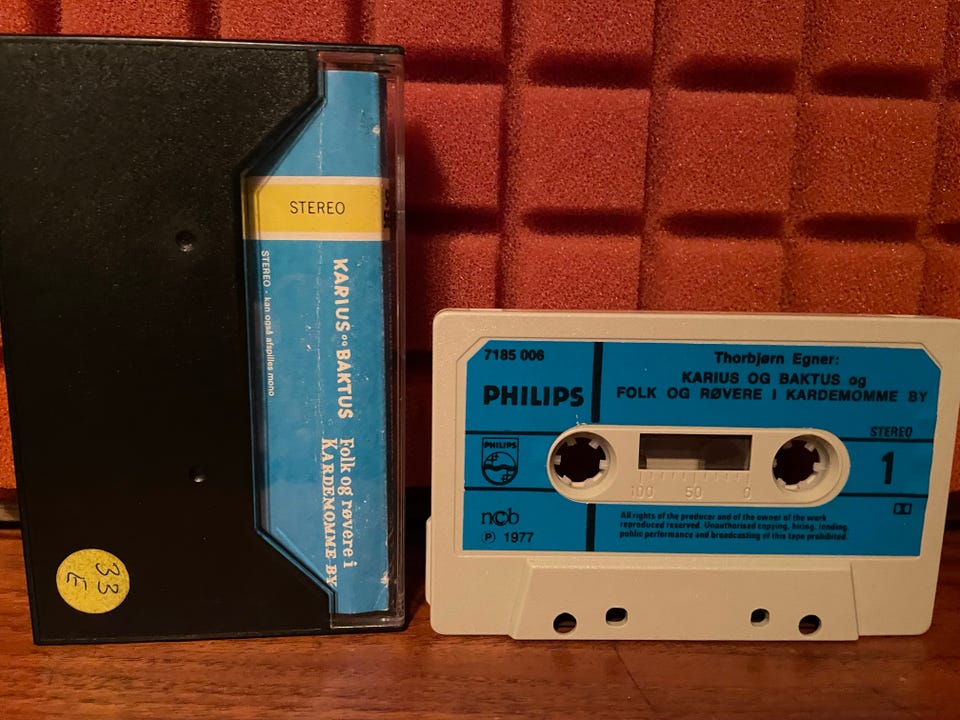 STEREO
STEREO - kan også afspilles mono
KARIUS og BAKTUS
Folk og røvere i
KARDEMOMME BY
33
E
7185 006
PHILIPS
Thorbjørn Egner:
KARIUS OG BAKTUS og
FOLK OG RØVERE I KARDEMOMME BY
STEREO
PHILIPS
1
100 50 0
ncb
All rights of the producer and of the owner of the work
reproduced reserved. Unauthorised copying, hiring, lending,
public performance and broadcasting of this tape prohibited.
Ⓟ 1977